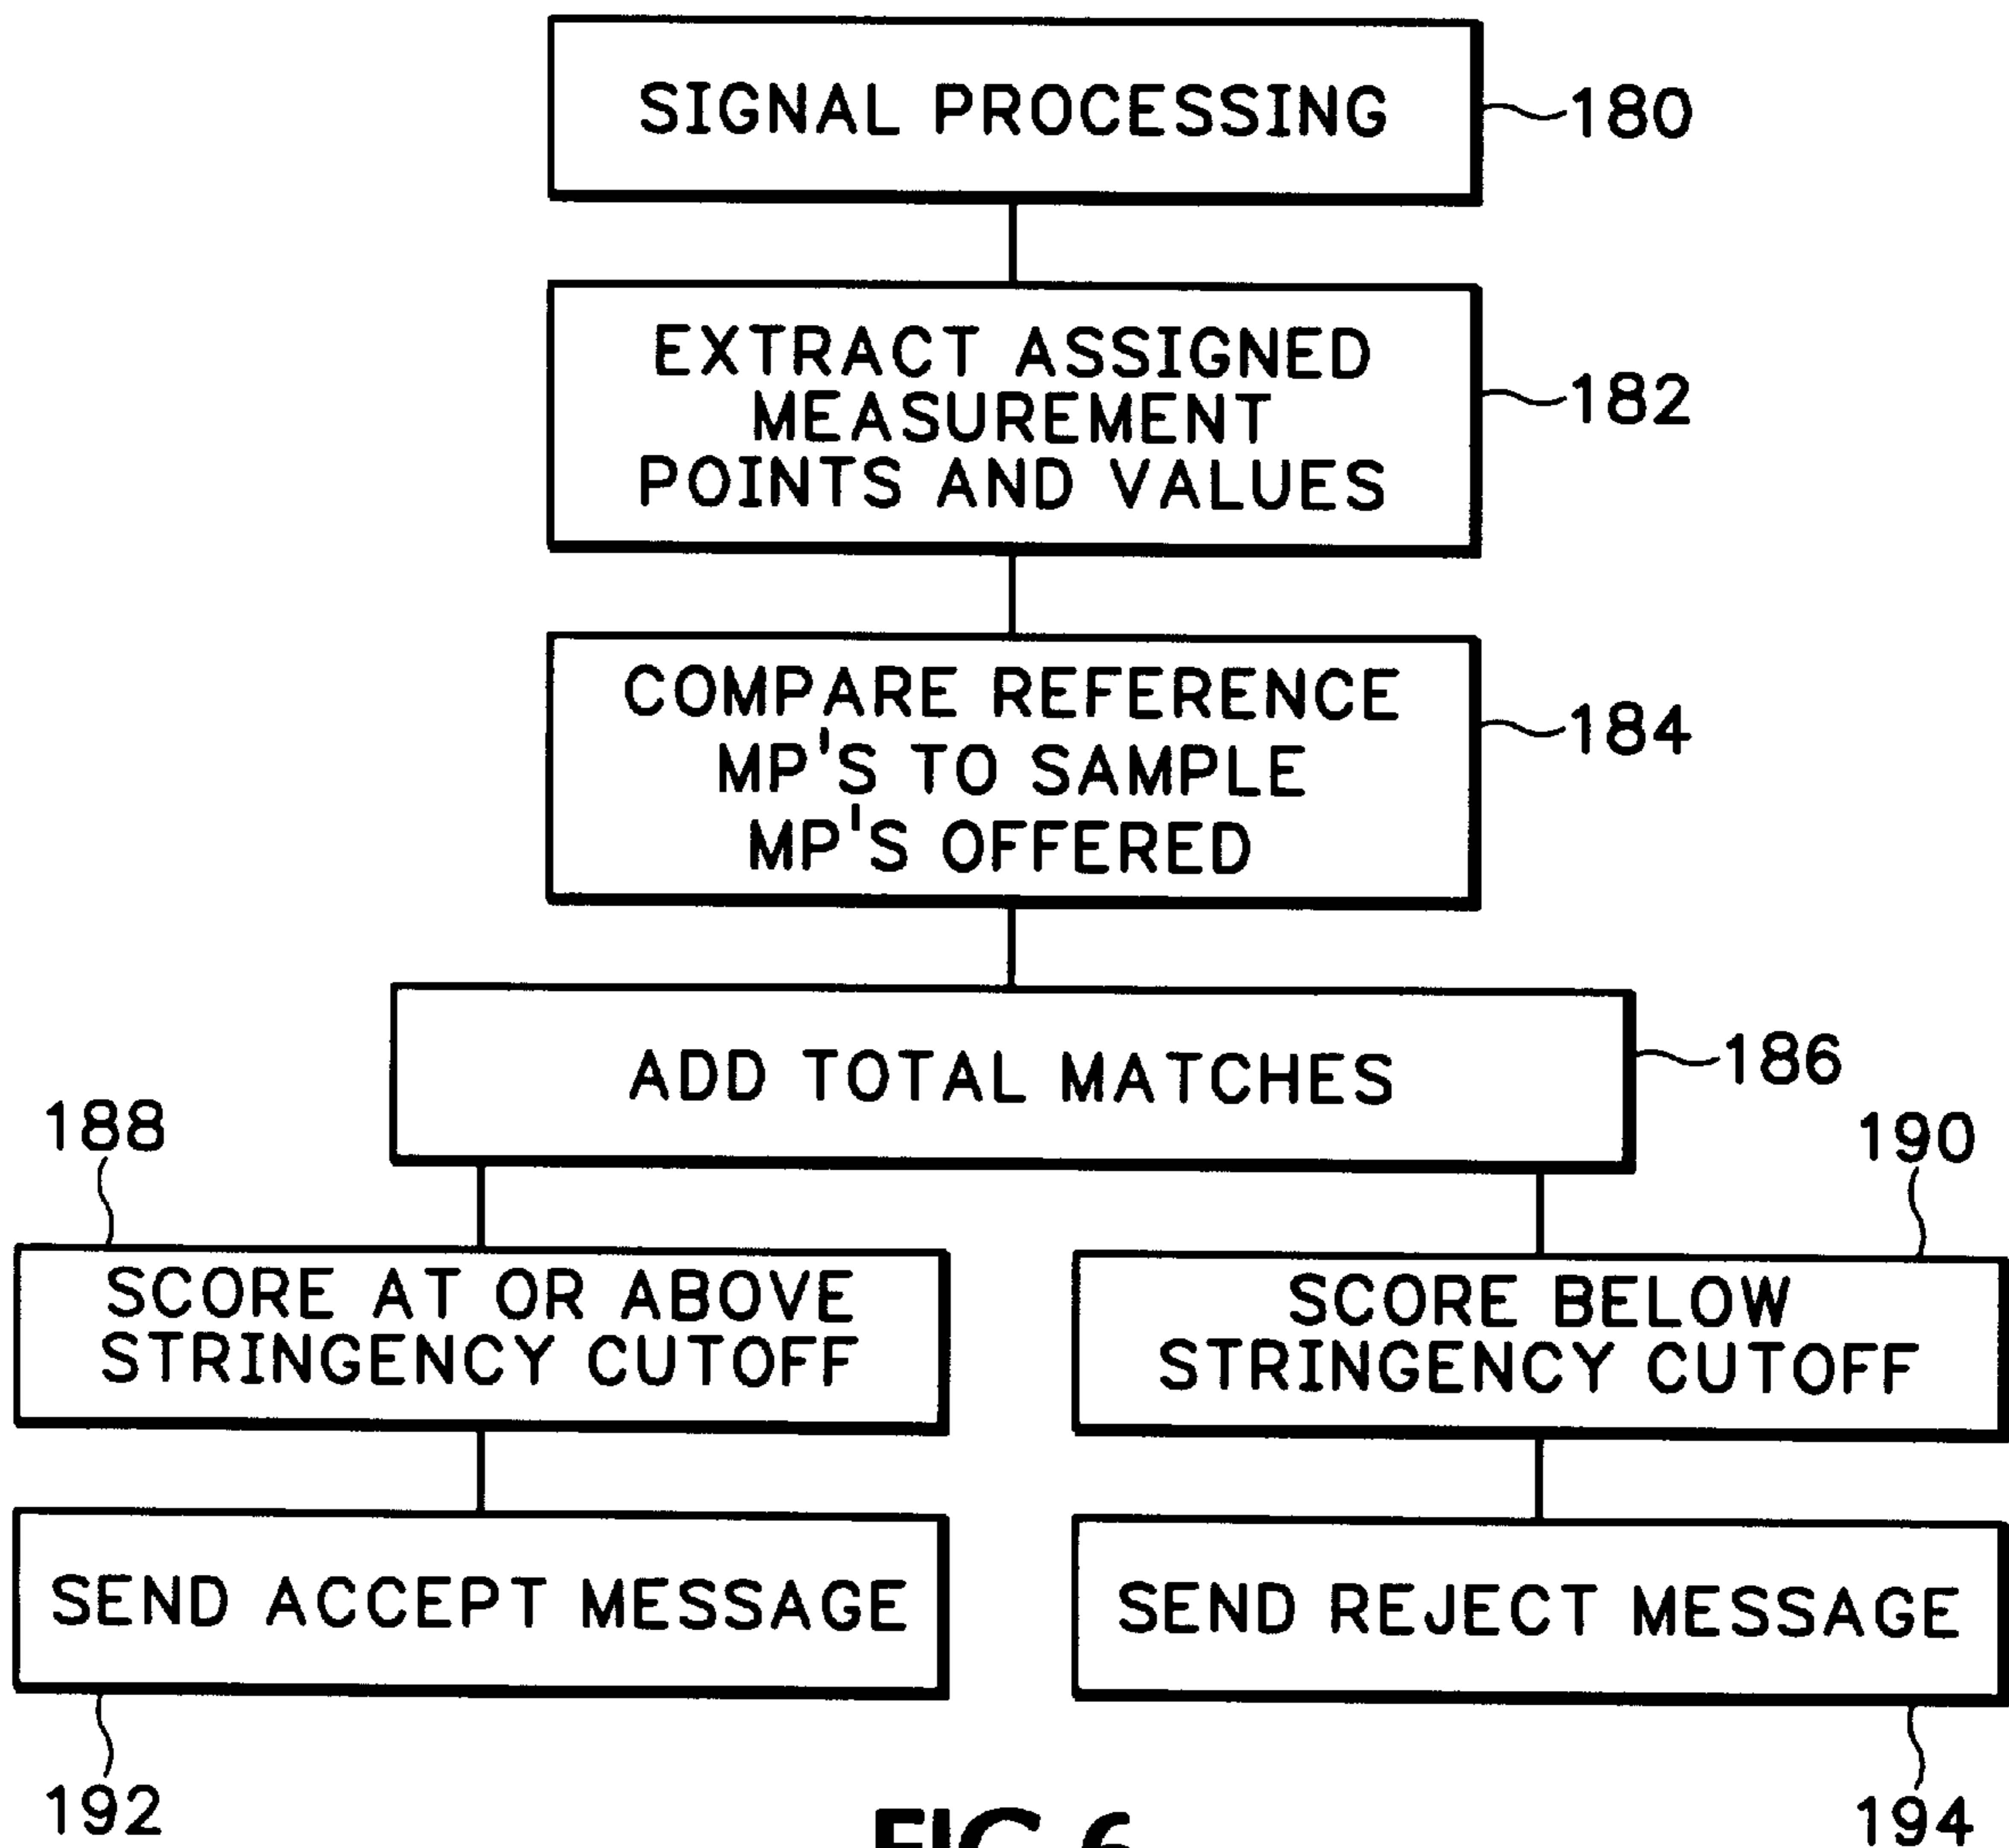 SIGNAL PROCESSING
180
EXTRACT ASSIGNED
MEASUREMENT
POINTS AND VALUES
182
COMPARE REFERENCE
MP'S TO SAMPLE
MP'S OFFERED
184
ADD TOTAL MATCHES
186
188
190
SCORE AT OR ABOVE
STRINGENCY CUTOFF
SCORE BELOW
STRINGENCY CUTOFF
SEND ACCEPT MESSAGE
SEND REJECT MESSAGE
192
194
FIG.6